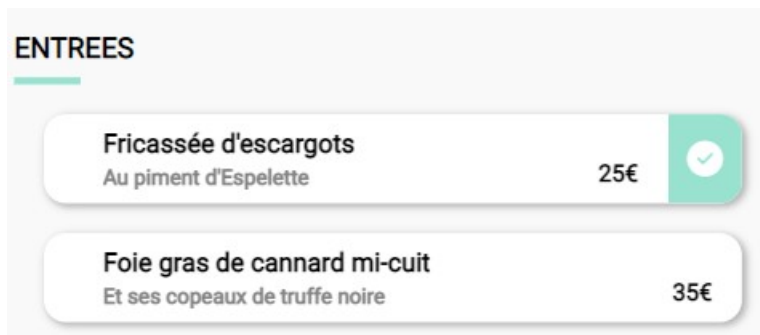 ENTREES
Fricassée d'escargots
Au piment d'Espelette
25€
Foie gras de cannard mi-cuit
Et ses copeaux de truffe noire
35€